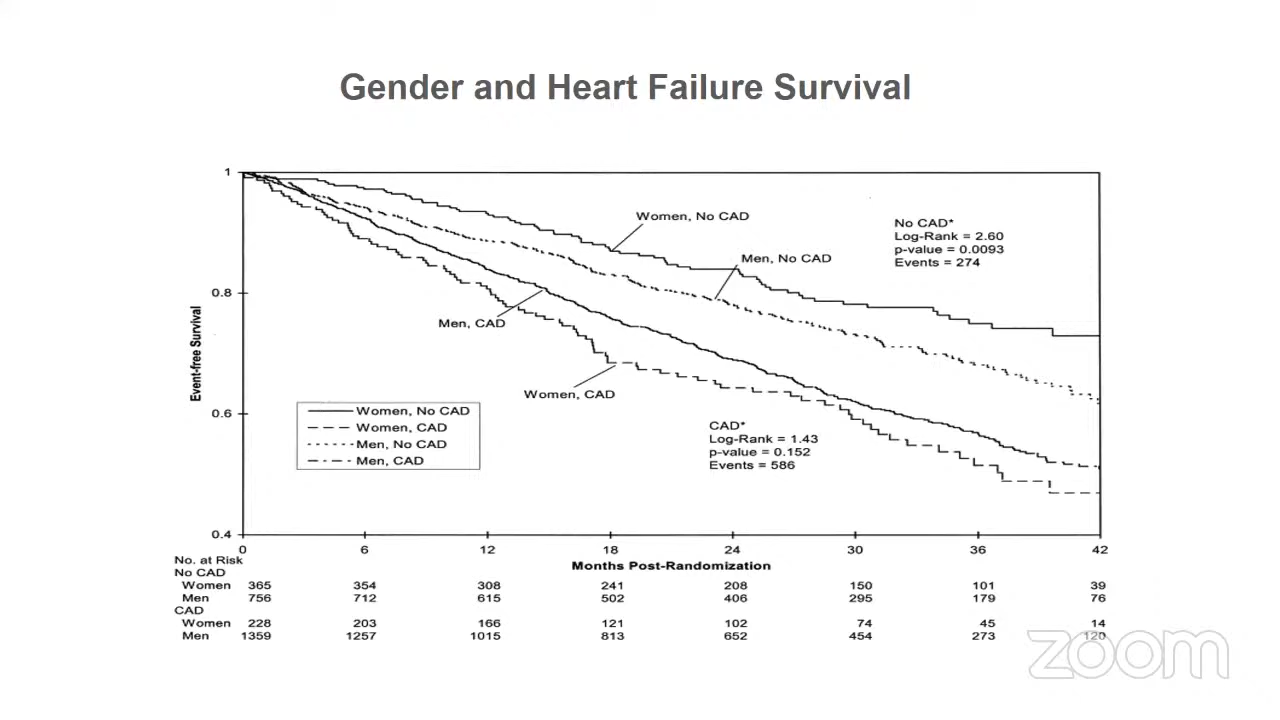 Gender and Heart Failure Survival
1
0.8
0.6
0.4
Event-free Survival
Women, No CAD
Men, No CAD
Men, CAD
Women, CAD
No CAD*
Log-Rank = 2.60
p-value = 0.0093
Events = 274
CAD*
Log-Rank = 1.43
p-value = 0.152
Events = 586
Women, No CAD
Women, CAD
Men, No CAD
Men, CAD
0 6 12 18 24 30 36 42
Months Post-Randomization
No. at Risk
No CAD
Women 365 354 308 241 208 150 101 39
Men 756 712 615 502 406 295 179 76
CAD
Women 228 203 166 121 102 74 45 14
Men 1359 1257 1015 813 652 454 273 120
zoom